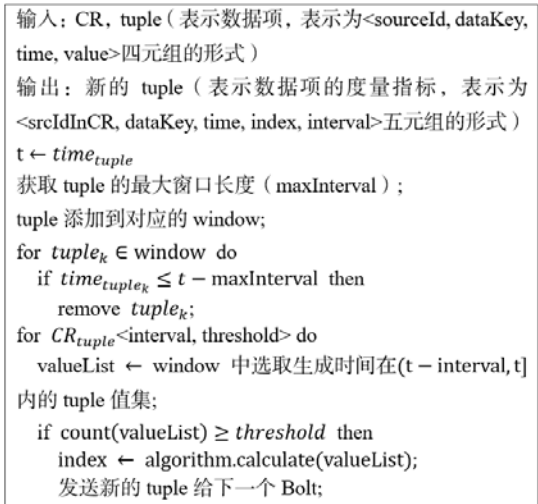 输入：CR，tuple（表示数据项，表示为<sourceId, dataKey,
time, value>四元组的形式）
输出：新的 tuple（表示数据项的度量指标，表示为
<srcIdInCR, dataKey, time, index, interval>五元组的形式）
t ← time_tuple
获取 tuple 的最大窗口长度（maxInterval）;
tuple 添加到对应的 window;
for tuple_k ∈ window do
if time_tuple_k ≤ t − maxInterval then
remove tuple_k;
for CR_tuple<interval, threshold> do
valueList ← window 中选取生成时间在(t − interval, t]
内的 tuple 值集;
if count(valueList) ≥ threshold then
index ← algorithm.calculate(valueList);
发送新的 tuple 给下一个 Bolt;